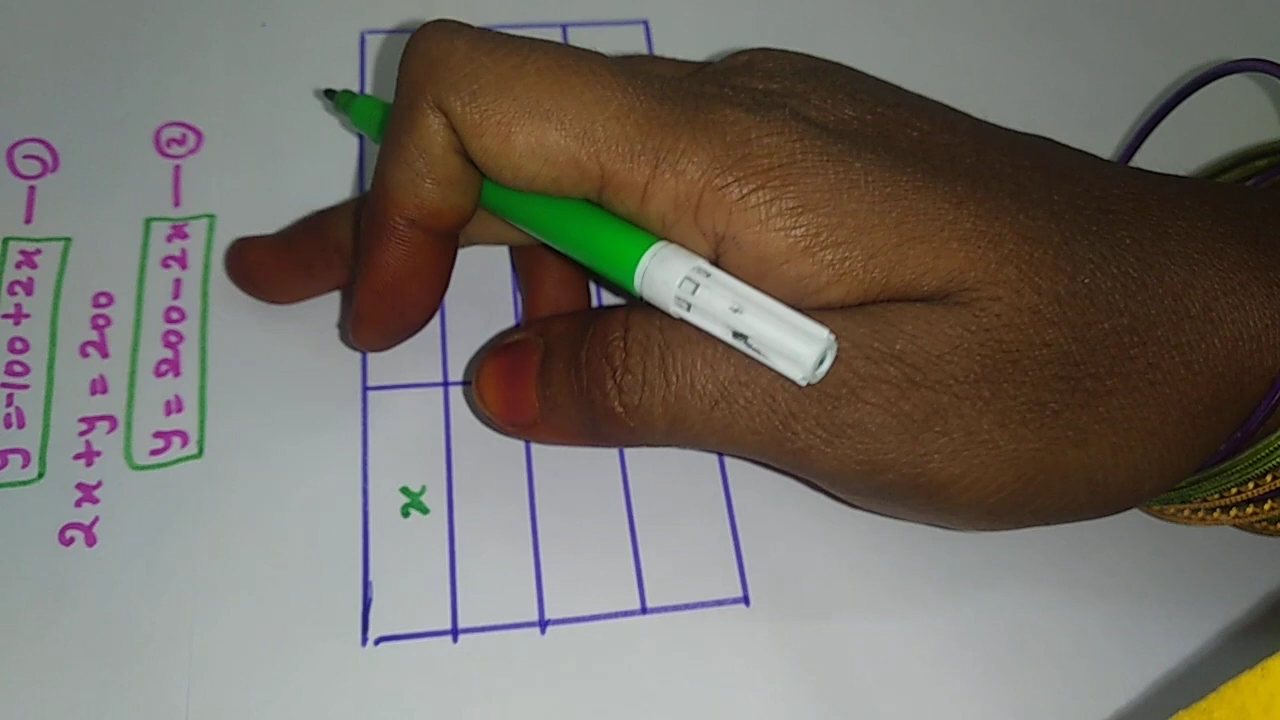 y = -100 + 2x — ①
2x + y = 200
y = 200 - 2x — ②
x